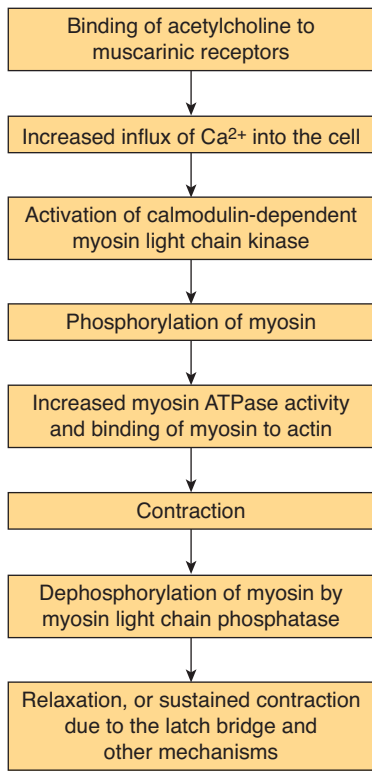 Binding of acetylcholine to
muscarinic receptors
Increased influx of Ca²⁺ into the cell
Activation of calmodulin-dependent
myosin light chain kinase
Phosphorylation of myosin
Increased myosin ATPase activity
and binding of myosin to actin
Contraction
Dephosphorylation of myosin by
myosin light chain phosphatase
Relaxation, or sustained contraction
due to the latch bridge and
other mechanisms